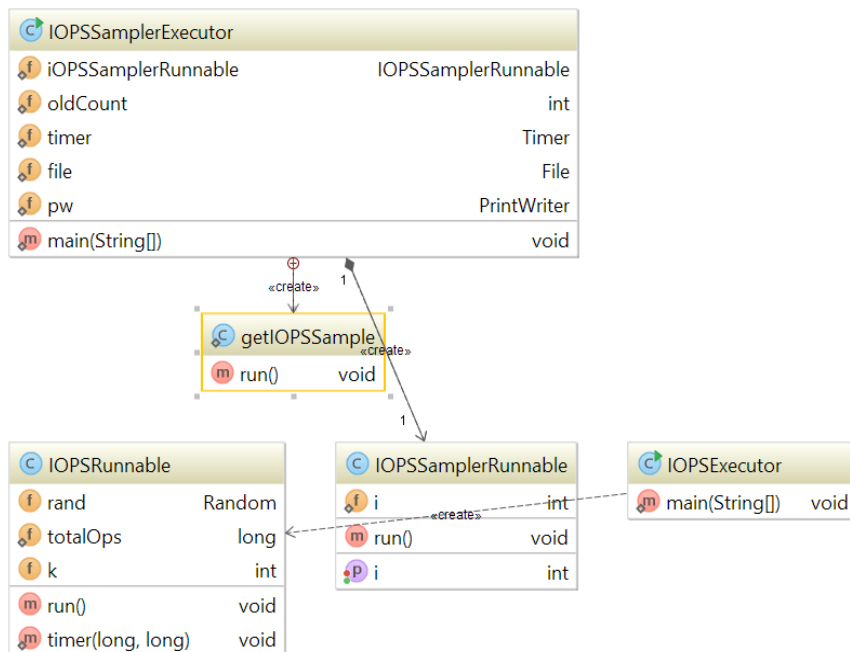 IOPSSamplerExecutor
iOPSSamplerRunnable IOPSSamplerRunnable
oldCount int
timer Timer
file File
pw PrintWriter
main(String[]) void
«create»
1
getIOPSSample
«create»
run() void
1
IOPSRunnable
rand Random
totalOps long
k int
run() void
timer(long, long) void
IOPSSamplerRunnable
i int
«create»
run() void
i int
IOPSExecutor
main(String[]) void